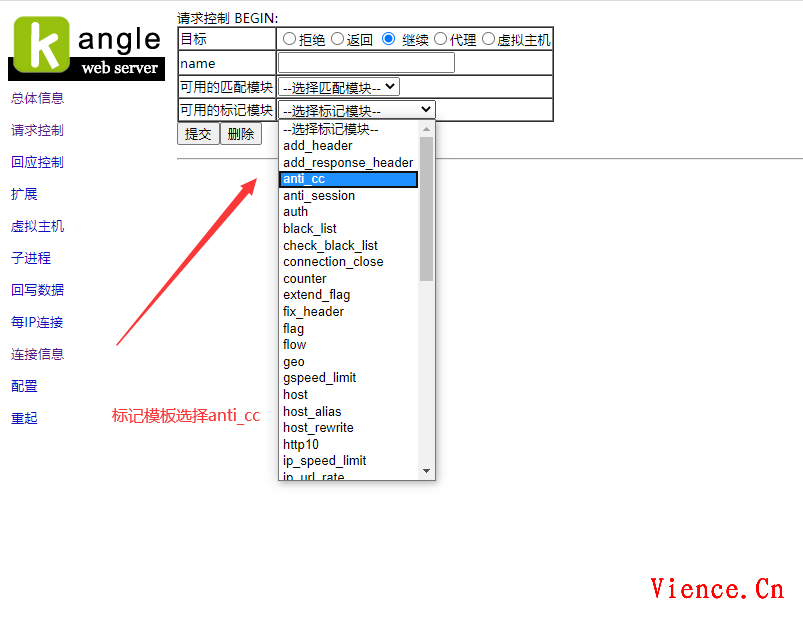 k angle
web server
总体信息
请求控制
回应控制
扩展
虚拟主机
子进程
回写数据
每IP连接
连接信息
配置
重起
请求控制 BEGIN:
目标 拒绝 返回 继续 代理 虚拟主机
name
可用的匹配模块 --选择匹配模块--
可用的标记模块 --选择标记模块--
提交 删除
--选择标记模块--
add_header
add_response_header
anti_cc
anti_session
auth
black_list
check_black_list
connection_close
counter
extend_flag
fix_header
flag
flow
geo
gspeed_limit
host
host_alias
host_rewrite
http10
ip_speed_limit
ip_url_rate
标记模板选择anti_cc
Vience.Cn